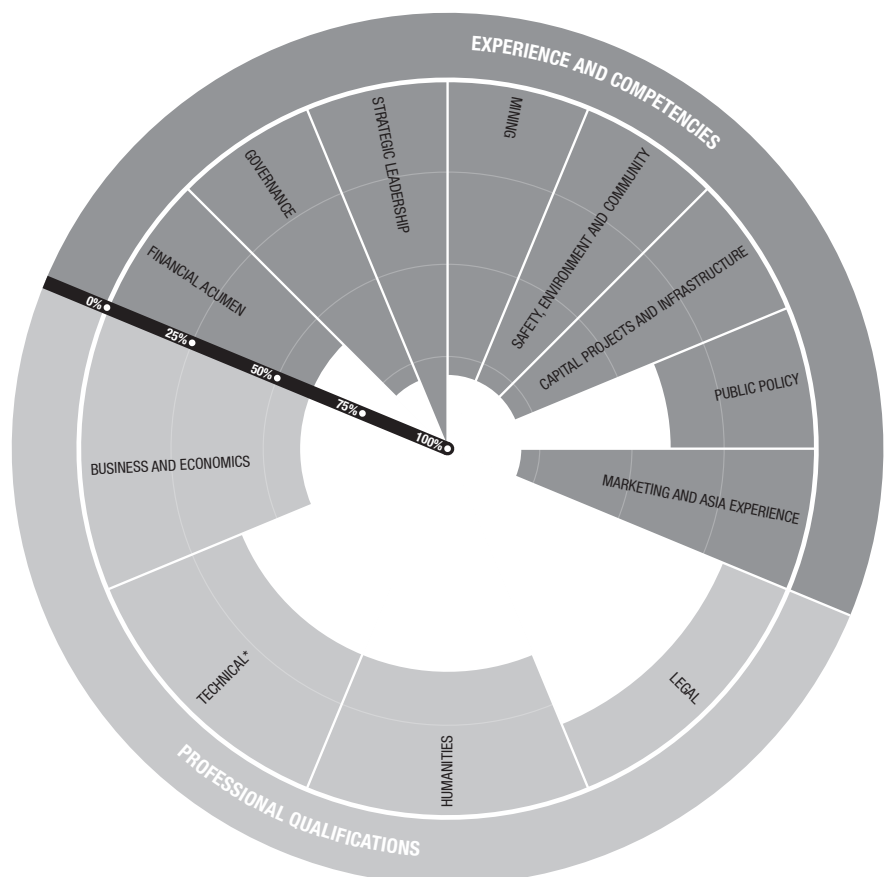 EXPERIENCE AND COMPETENCIES
FINANCIAL ACUMEN
GOVERNANCE
STRATEGIC LEADERSHIP
MINING
SAFETY, ENVIRONMENT AND COMMUNITY
CAPITAL PROJECTS AND INFRASTRUCTURE
PUBLIC POLICY
MARKETING AND ASIA EXPERIENCE
0%
25%
50%
75%
100%
BUSINESS AND ECONOMICS
TECHNICAL*
HUMANITIES
LEGAL
PROFESSIONAL QUALIFICATIONS